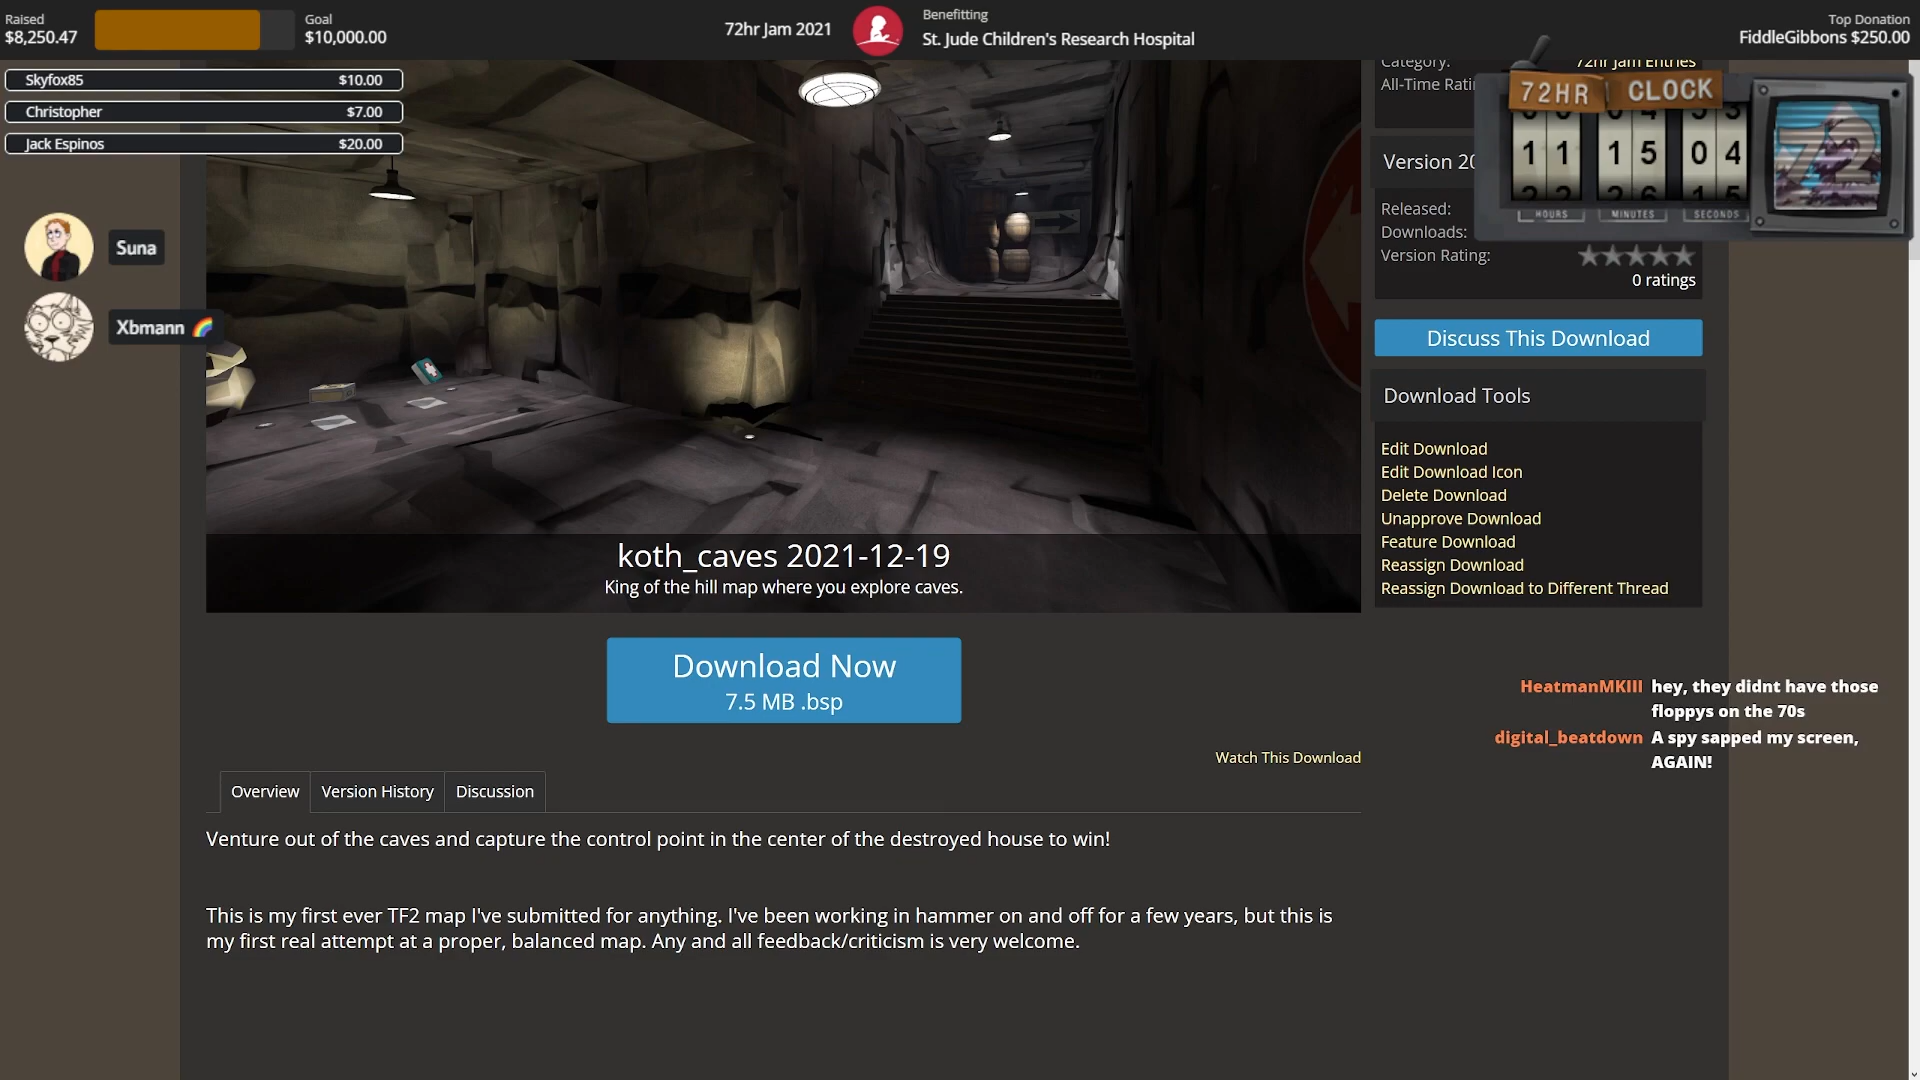 Raised
$8,250.47
Goal
$10,000.00
72hr Jam 2021
Benefitting
St. Jude Children's Research Hospital
Top Donation
FiddleGibbons $250.00
Skyfox85 $10.00
Christopher $7.00
Jack Espinos $20.00
Suna
Xbmann
Category: 72hr Jam Entries
All-Time Rati
72HR CLOCK
11 15 04
HOURS MINUTES SECONDS
72
Version 20
Released:
Downloads:
Version Rating:
0 ratings
Discuss This Download
Download Tools
Edit Download
Edit Download Icon
Delete Download
Unapprove Download
Feature Download
Reassign Download
Reassign Download to Different Thread
koth_caves 2021-12-19
King of the hill map where you explore caves.
Download Now
7.5 MB .bsp
HeatmanMKIII hey, they didnt have those
floppys on the 70s
digital_beatdown A spy sapped my screen,
AGAIN!
Watch This Download
Overview Version History Discussion
Venture out of the caves and capture the control point in the center of the destroyed house to win!
This is my first ever TF2 map I've submitted for anything. I've been working in hammer on and off for a few years, but this is
my first real attempt at a proper, balanced map. Any and all feedback/criticism is very welcome.